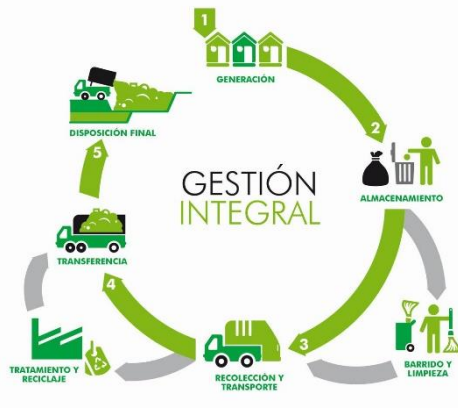 1
GENERACIÓN
2
ALMACENAMIENTO
BARRIDO Y
LIMPIEZA
3
RECOLECCIÓN Y
TRANSPORTE
TRATAMIENTO Y
RECICLAJE
4
TRANSFERENCIA
5
DISPOSICIÓN FINAL
GESTIÓN
INTEGRAL